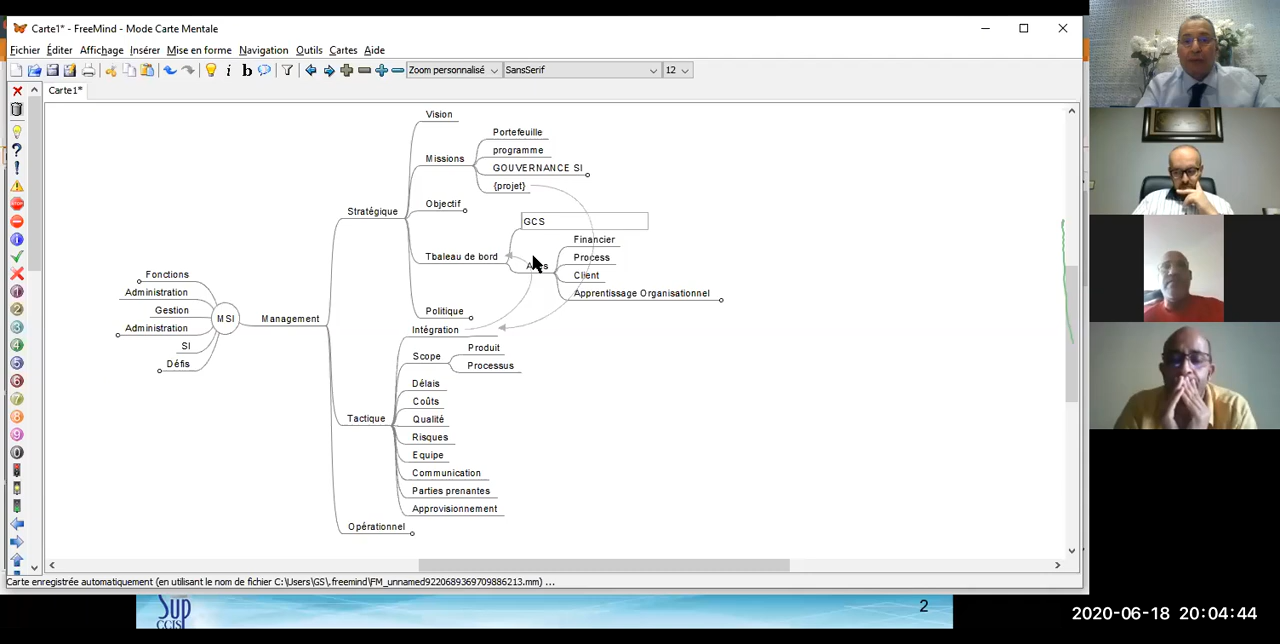 Carte1* - FreeMind - Mode Carte Mentale
Fichier Éditer Affichage Insérer Mise en forme Navigation Outils Cartes Aide
Zoom personnalisé SansSerif 12
Carte1*
Vision
Portefeuille
programme
Missions
GOUVERNANCE SI
{projet}
Objectif
Stratégique
GCS
Financier
Tbaleau de bord
Process
Client
Apprentissage Organisationnel
Politique
Fonctions
Administration
Gestion
Administration
SI
Défis
MSI
Management
Intégration
Produit
Scope
Processus
Délais
Coûts
Tactique
Qualité
Risques
Equipe
Communication
Parties prenantes
Approvisionnement
Opérationnel
Carte enregistrée automatiquement (en utilisant le nom de fichier C:\Users\GS\.freemind\FM_unnamed9220689369709886213.mm) ...
Sup
CCIS
2
2020-06-18 20:04:44